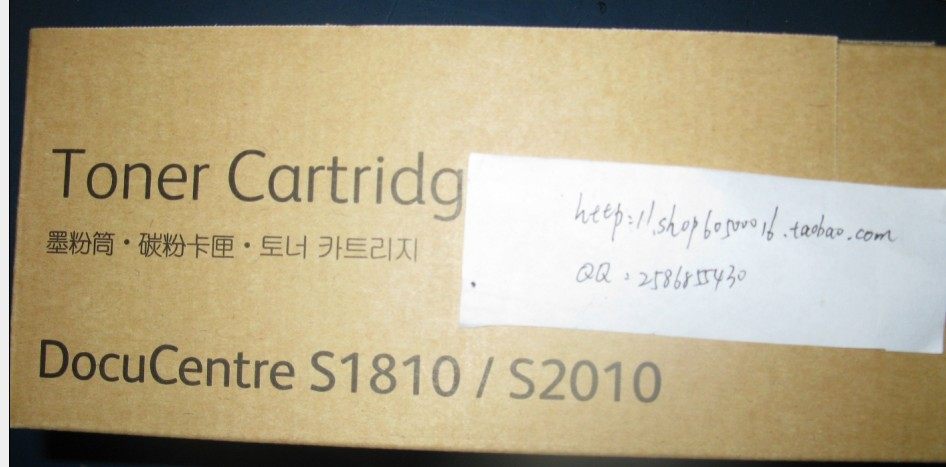 Toner Cartridg
墨粉筒・碳粉卡匣・토너 카트리지
http://shop60500016.taobao.com
QQ:2586855430
DocuCentre S1810 / S2010